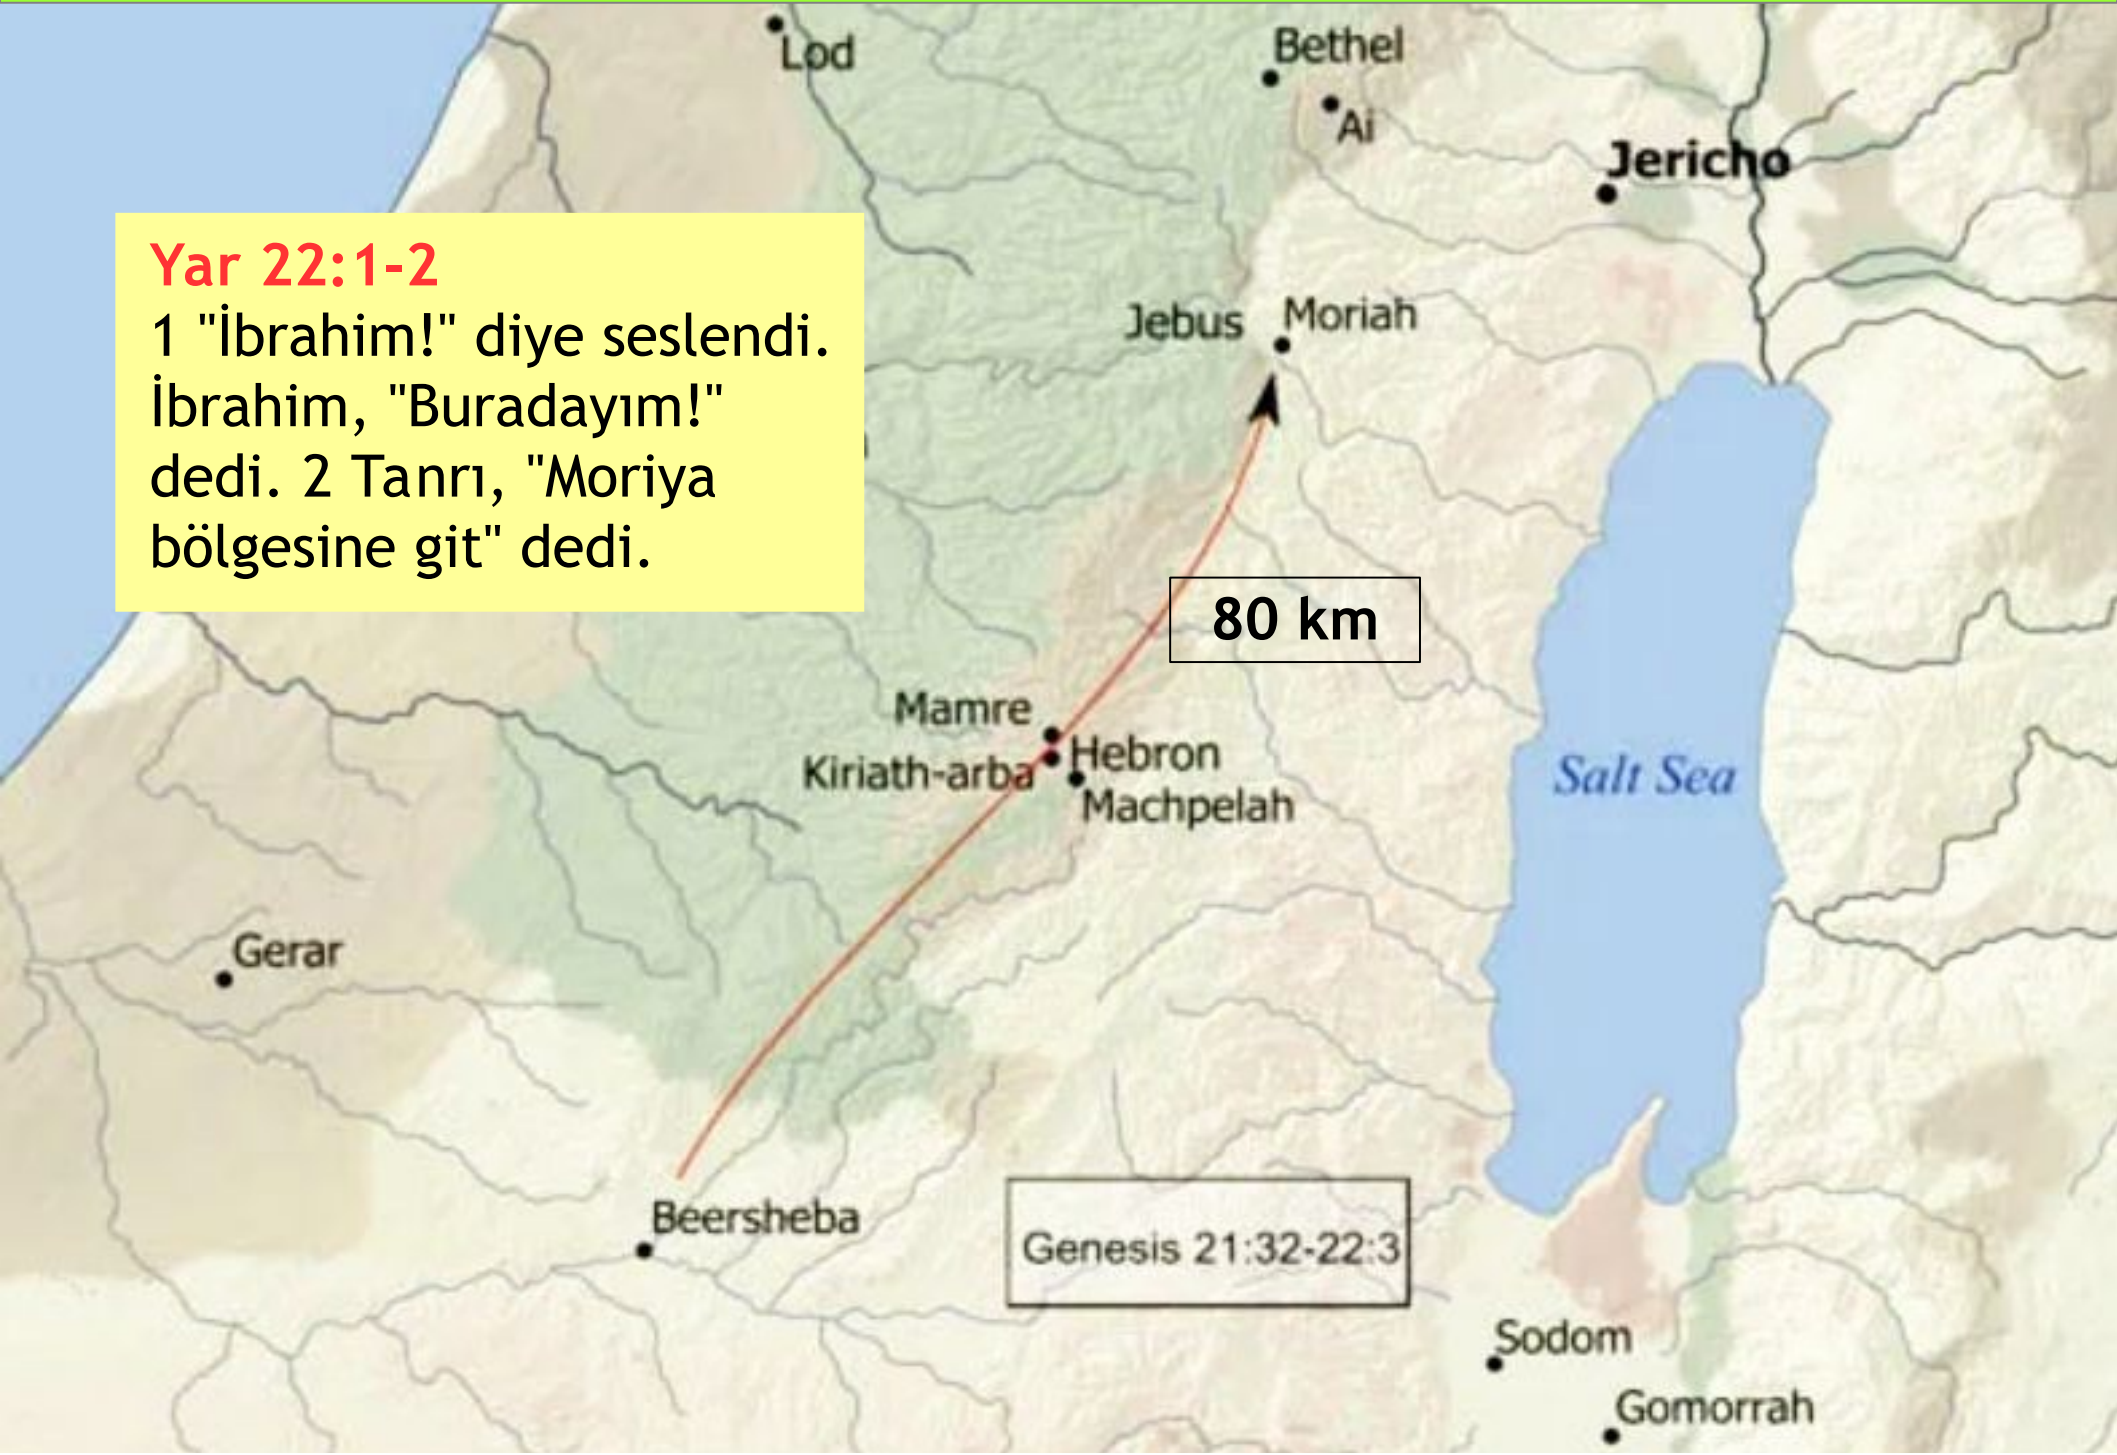 Lod
Bethel
Ai
Jericho
Yar 22:1-2
1 "İbrahim!" diye seslendi.
İbrahim, "Buradayım!"
dedi. 2 Tanrı, "Moriya
bölgesine git" dedi.
Jebus
Moriah
80 km
Mamre
Hebron
Kiriath-arba
Machpelah
Salt Sea
Gerar
Beersheba
Genesis 21:32-22:3
Sodom
Gomorrah